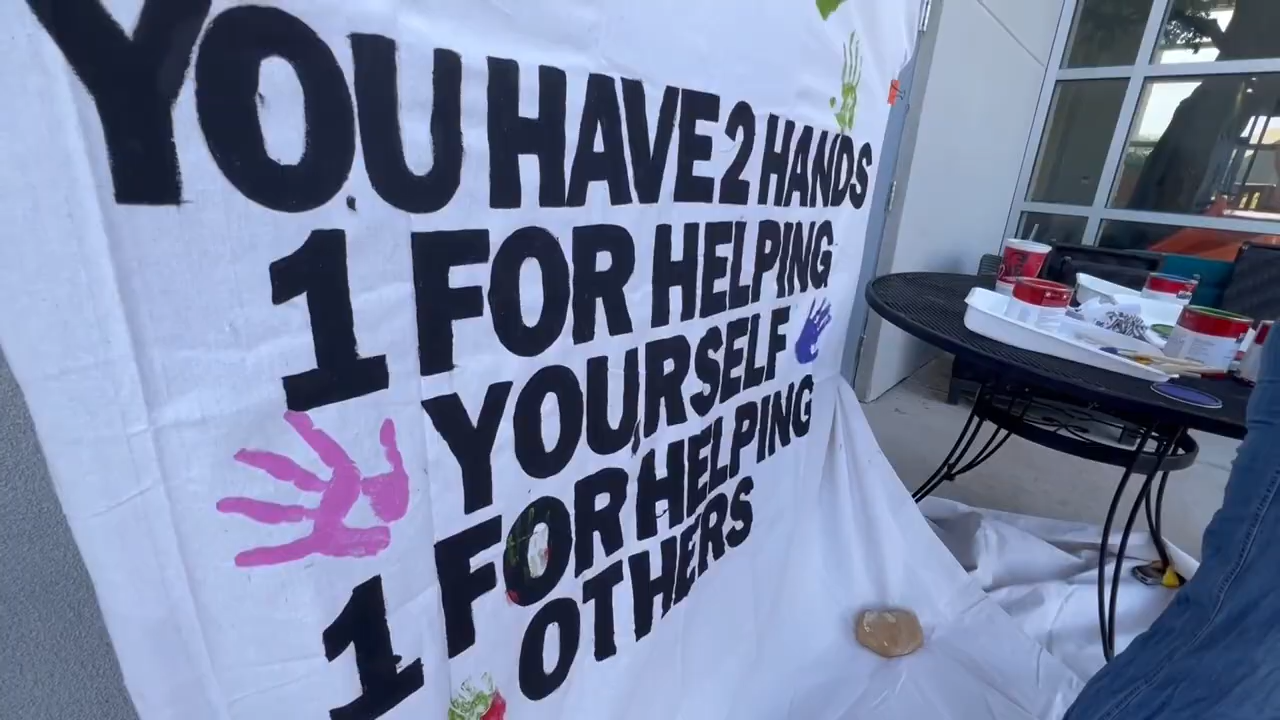 YOU HAVE 2 HANDS
1 FOR HELPING
YOURSELF
1 FOR HELPING
OTHERS